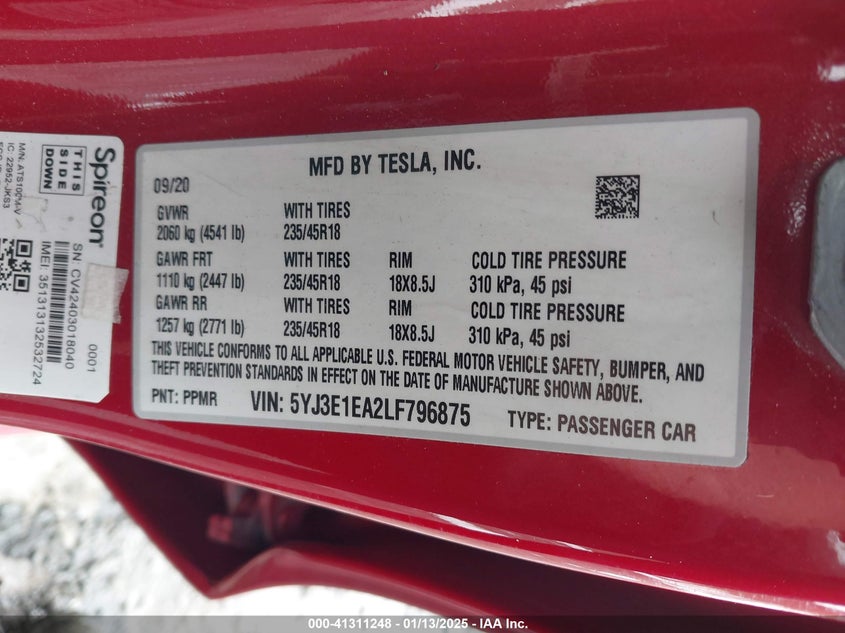 MFD BY TESLA, INC.
09/20
GVWR WITH TIRES
2060 kg (4541 lb) 235/45R18
GAWR FRT WITH TIRES RIM COLD TIRE PRESSURE
1110 kg (2447 lb) 235/45R18 18X8.5J 310 kPa, 45 psi
GAWR RR WITH TIRES RIM COLD TIRE PRESSURE
1257 kg (2771 lb) 235/45R18 18X8.5J 310 kPa, 45 psi
THIS VEHICLE CONFORMS TO ALL APPLICABLE U.S. FEDERAL MOTOR VEHICLE SAFETY, BUMPER, AND
THEFT PREVENTION STANDARDS IN EFFECT ON THE DATE OF MANUFACTURE SHOWN ABOVE.
PNT: PPMR VIN: 5YJ3E1EA2LF796875 TYPE: PASSENGER CAR
Spireon®
THIS
SIDE
DOWN
M/N: ATS100M-V
IC: 22952-JKS3
0001
SN: CV42403018040
IMEI: 351313132532724
000-41311248 - 01/13/2025 - IAA Inc.